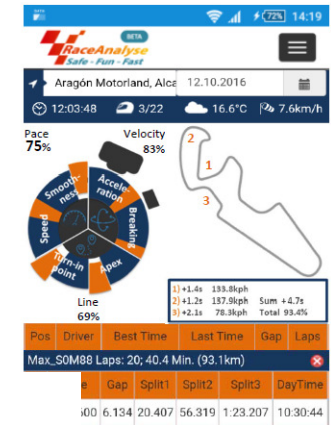 72% 14:19
BETA
RaceAnalyse
Safe - Fun - Fast
Aragón Motorland, Alca 12.10.2016
12:03:48 3/22 16.6°C 7.6km/h
Pace
75%
Velocity
83%
Smooth-
ness
Accele-
ration
Speed
Breaking
Turn-in
point
Apex
Line
69%
2
1
3
1) +1.4s 133.8kph
2) +1.2s 137.9kph Sum +4.7s
3) +2.1s 78.3kph Total 93.4%
Pos Driver Best Time Last Time Gap Laps
Max_S0M88 Laps: 20; 40.4 Min. (93.1km)
e Gap Split1 Split2 Split3 DayTime
600 6.134 20.407 56.319 1:23.207 10:30:44